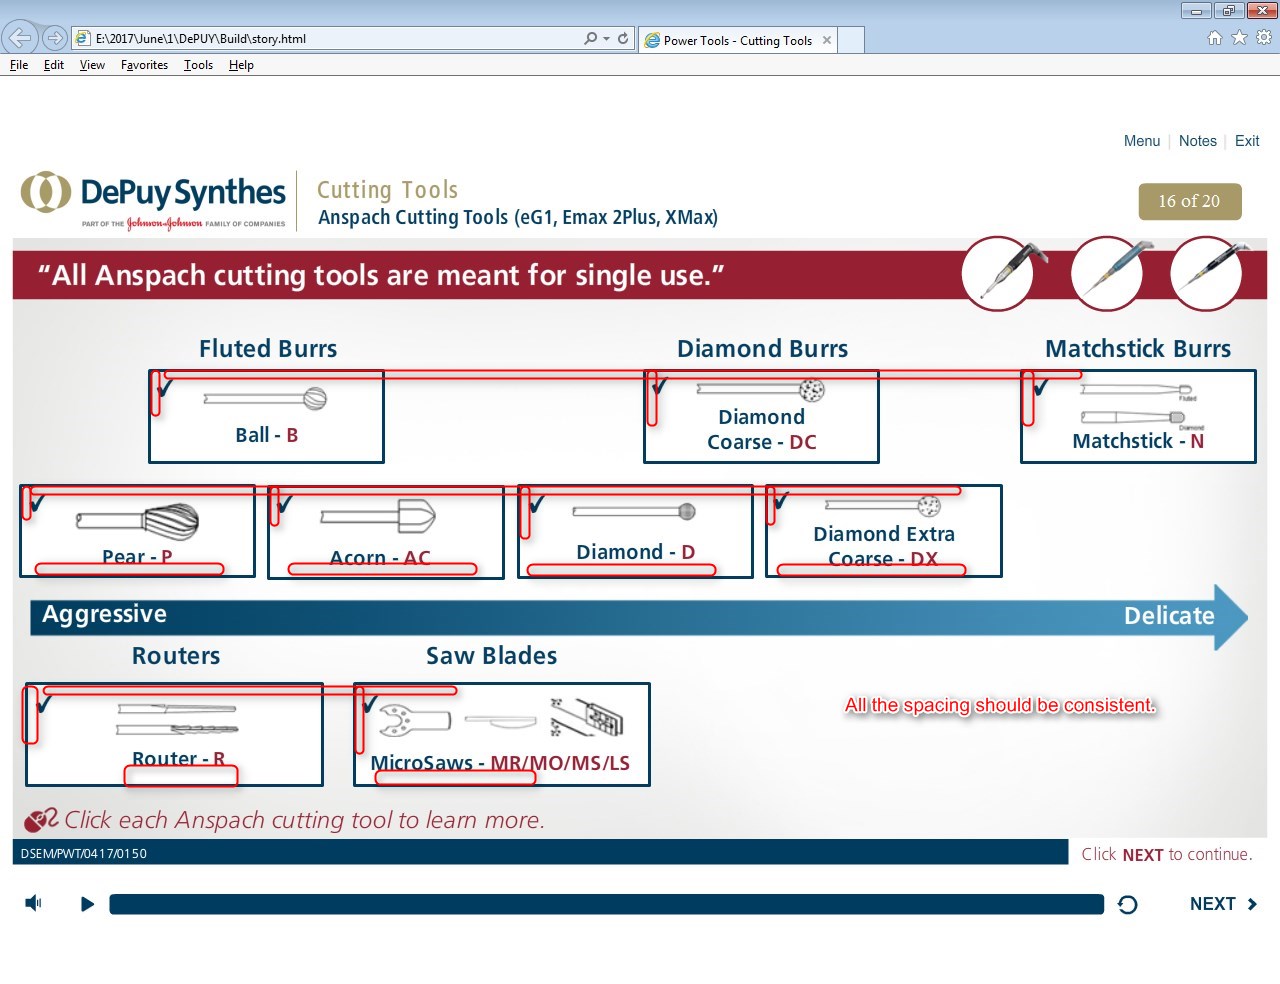 E:\2017\June\1\DePUY\Build\story.html
Power Tools - Cutting Tools
File Edit View Favorites Tools Help
Menu | Notes | Exit
DePuy Synthes
PART OF THE Johnson & Johnson FAMILY OF COMPANIES
Cutting Tools
Anspach Cutting Tools (eG1, Emax 2Plus, XMax)
16 of 20
“All Anspach cutting tools are meant for single use.”
Fluted Burrs
Diamond Burrs
Matchstick Burrs
Ball - B
Diamond
Coarse - DC
Fluted
Diamond
Matchstick - N
Pear - P
Acorn - AC
Diamond - D
Diamond Extra
Coarse - DX
Aggressive
Delicate
Routers
Saw Blades
Router - R
MicroSaws - MR/MO/MS/LS
All the spacing should be consistent.
Click each Anspach cutting tool to learn more.
DSEM/PWT/0417/0150
Click NEXT to continue.
NEXT